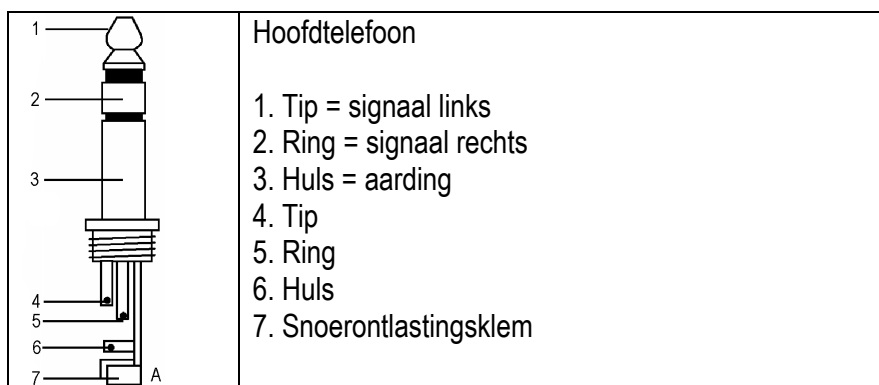 1
2
3
4
5
6
7
A
Hoofdtelefoon
1. Tip = signaal links
2. Ring = signaal rechts
3. Huls = aarding
4. Tip
5. Ring
6. Huls
7. Snoerontlastingsklem